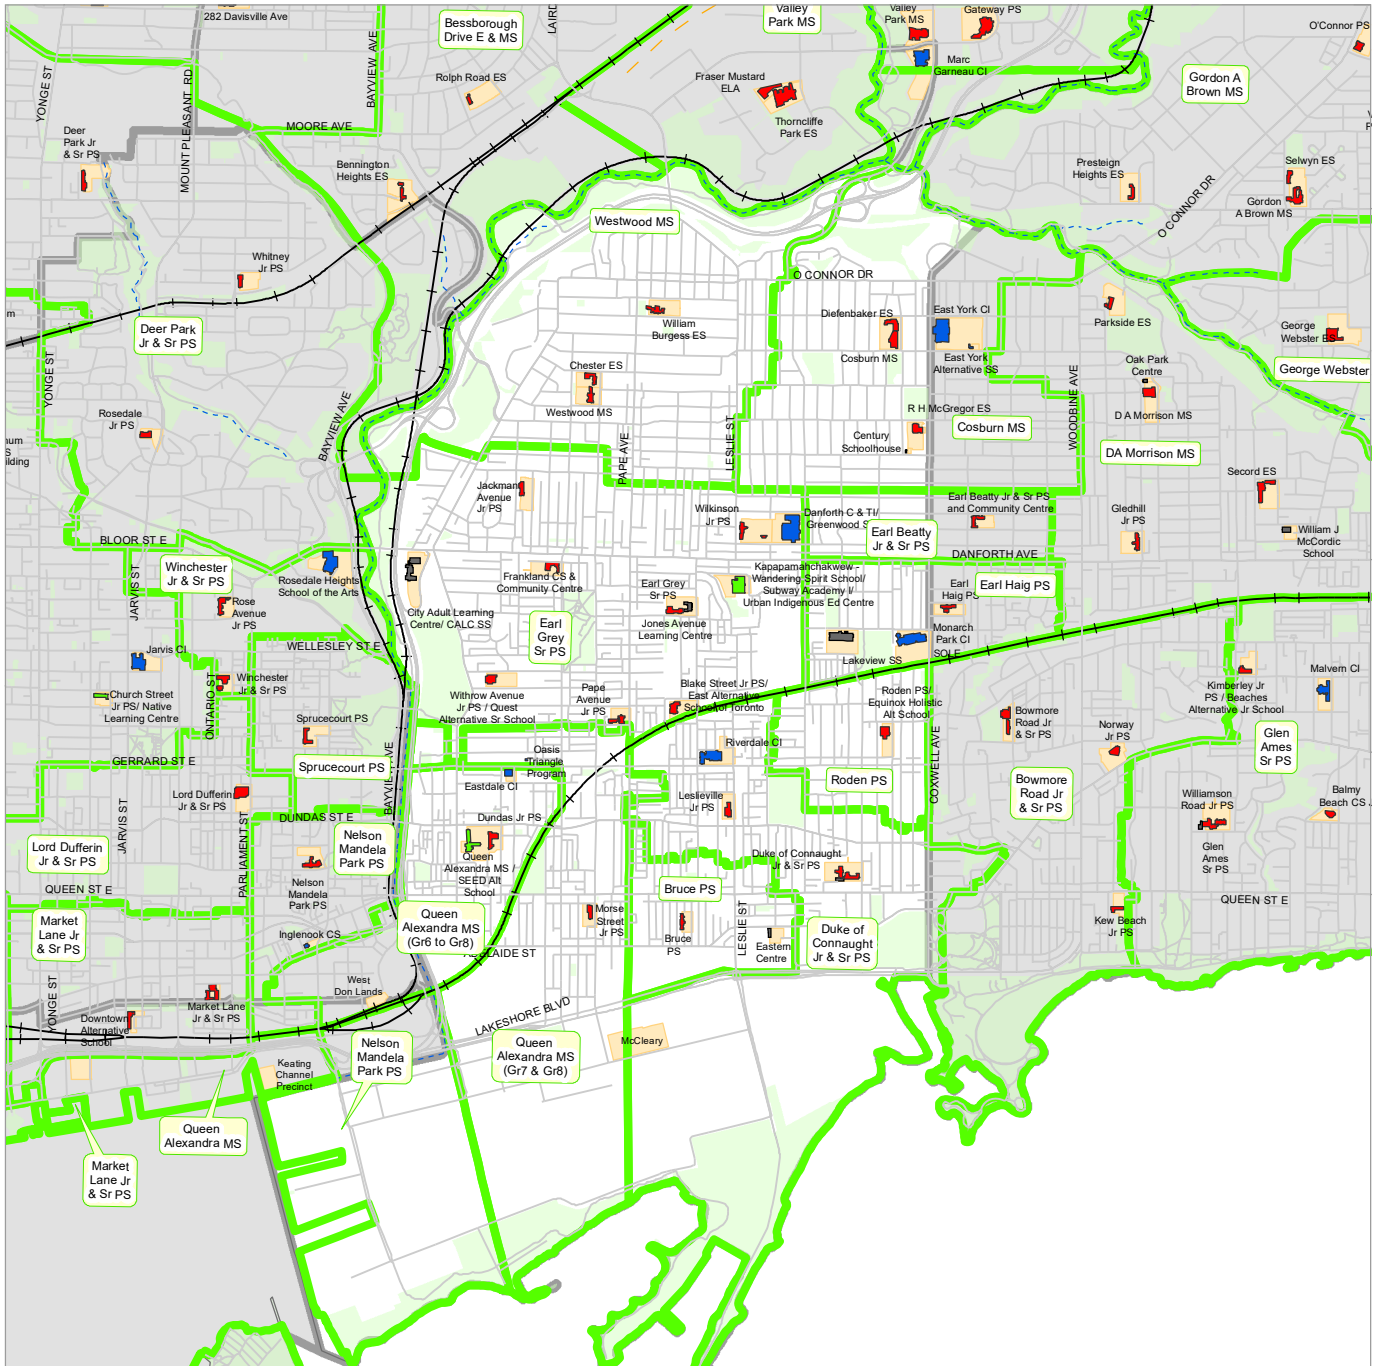 282 Davisville Ave
Bessborough
Drive E & MS
LAIRD
Valley
Park MS
Valley
Park MS
Gateway PS
O'Connor PS
Marc
Garneau CI
Gordon A
Brown MS
YONGE ST
MOUNT PLEASANT RD
BAYVIEW AVE
Rolph Road ES
Fraser Mustard
ELA
Thorncliffe
Park ES
MOORE AVE
Deer
Park Jr
& Sr PS
Bennington
Heights ES
Presteign
Heights ES
Selwyn ES
Gordon
A Brown MS
O CONNOR DR
Westwood MS
Whitney
Jr PS
O CONNOR DR
Deer Park
Jr & Sr PS
William
Burgess ES
Diefenbaker ES
Cosburn MS
East York CI
East York
Alternative SS
Parkside ES
George
Webster ES
George Webster
YONGE ST
Chester ES
Westwood MS
Oak Park
Centre
D A Morrison MS
WOODBINE AVE
Rosedale
Jr PS
BAYVIEW AVE
PAPE AVE
LESLIE ST
R H McGregor ES
Century
Schoolhouse
Cosburn MS
DA Morrison MS
Jackman
Avenue
Jr PS
Wilkinson
Jr PS
Danforth C & TI/
Greenwood S
Earl Beatty Jr & Sr PS
and Community Centre
Earl Beatty
Jr & Sr PS
DANFORTH AVE
Gledhill
Jr PS
Secord ES
William J
McCordic
School
BLOOR ST E
Winchester
Jr & Sr PS
Rosedale Heights
School of the Arts
JARVIS ST
Rose
Avenue
Jr PS
City Adult Learning
Centre/ CALC SS
Frankland CS &
Community Centre
Earl Grey
Sr PS
Jones Avenue
Learning Centre
Kapapamahchakwew -
Wandering Spirit School/
Subway Academy I/
Urban Indigenous Ed Centre
Earl
Haig PS
Earl Haig PS
Earl
Grey
Sr PS
Monarch
Park CI
SOLE
Lakeview SS
WELLESLEY ST E
Jarvis CI
Church Street
Jr PS/ Native
Learning Centre
ONTARIO ST
Winchester
Jr & Sr PS
Sprucecourt PS
Withrow Avenue
Jr PS / Quest
Alternative Sr School
Pape
Avenue
Jr PS
Blake Street Jr PS/
East Alternative
School of Toronto
Roden PS/
Equinox Holistic
Alt School
Bowmore
Road Jr
& Sr PS
Norway
Jr PS
Kimberley Jr
PS / Beaches
Alternative Jr School
Malvern CI
Glen
Ames
Sr PS
GERRARD ST E
Sprucecourt PS
BAYVIEW AVE
Oasis
Triangle
Program
Eastdale CI
Riverdale CI
Roden PS
COXWELL AVE
Bowmore
Road Jr
& Sr PS
Lord Dufferin
Jr & Sr PS
DUNDAS ST E
JARVIS ST
PARLIAMENT ST
Nelson
Mandela
Park PS
Dundas Jr PS
Queen
Alexandra MS /
SEED Alt
School
Leslieville
Jr PS
Williamson
Road Jr PS
Glen
Ames
Sr PS
Balmy
Beach CS
Lord Dufferin
Jr & Sr PS
QUEEN ST E
Nelson
Mandela
Park PS
Duke of Connaught
Jr & Sr PS
Bruce PS
QUEEN ST E
Market
Lane Jr
& Sr PS
Inglenook CS
Queen
Alexandra MS
(Gr6 to Gr8)
ADELAIDE ST
Morse
Street
Jr PS
Bruce
PS
LESLIE ST
Eastern
Centre
Duke of
Connaught
Jr & Sr PS
Kew Beach
Jr PS
YONGE ST
Downtown
Alternative
School
Market Lane
Jr & Sr PS
West
Don Lands
LAKESHORE BLVD
Keating
Channel
Precinct
Nelson
Mandela
Park PS
Queen
Alexandra MS
(Gr7 & Gr8)
McCleary
Queen
Alexandra MS
Market
Lane Jr
& Sr PS